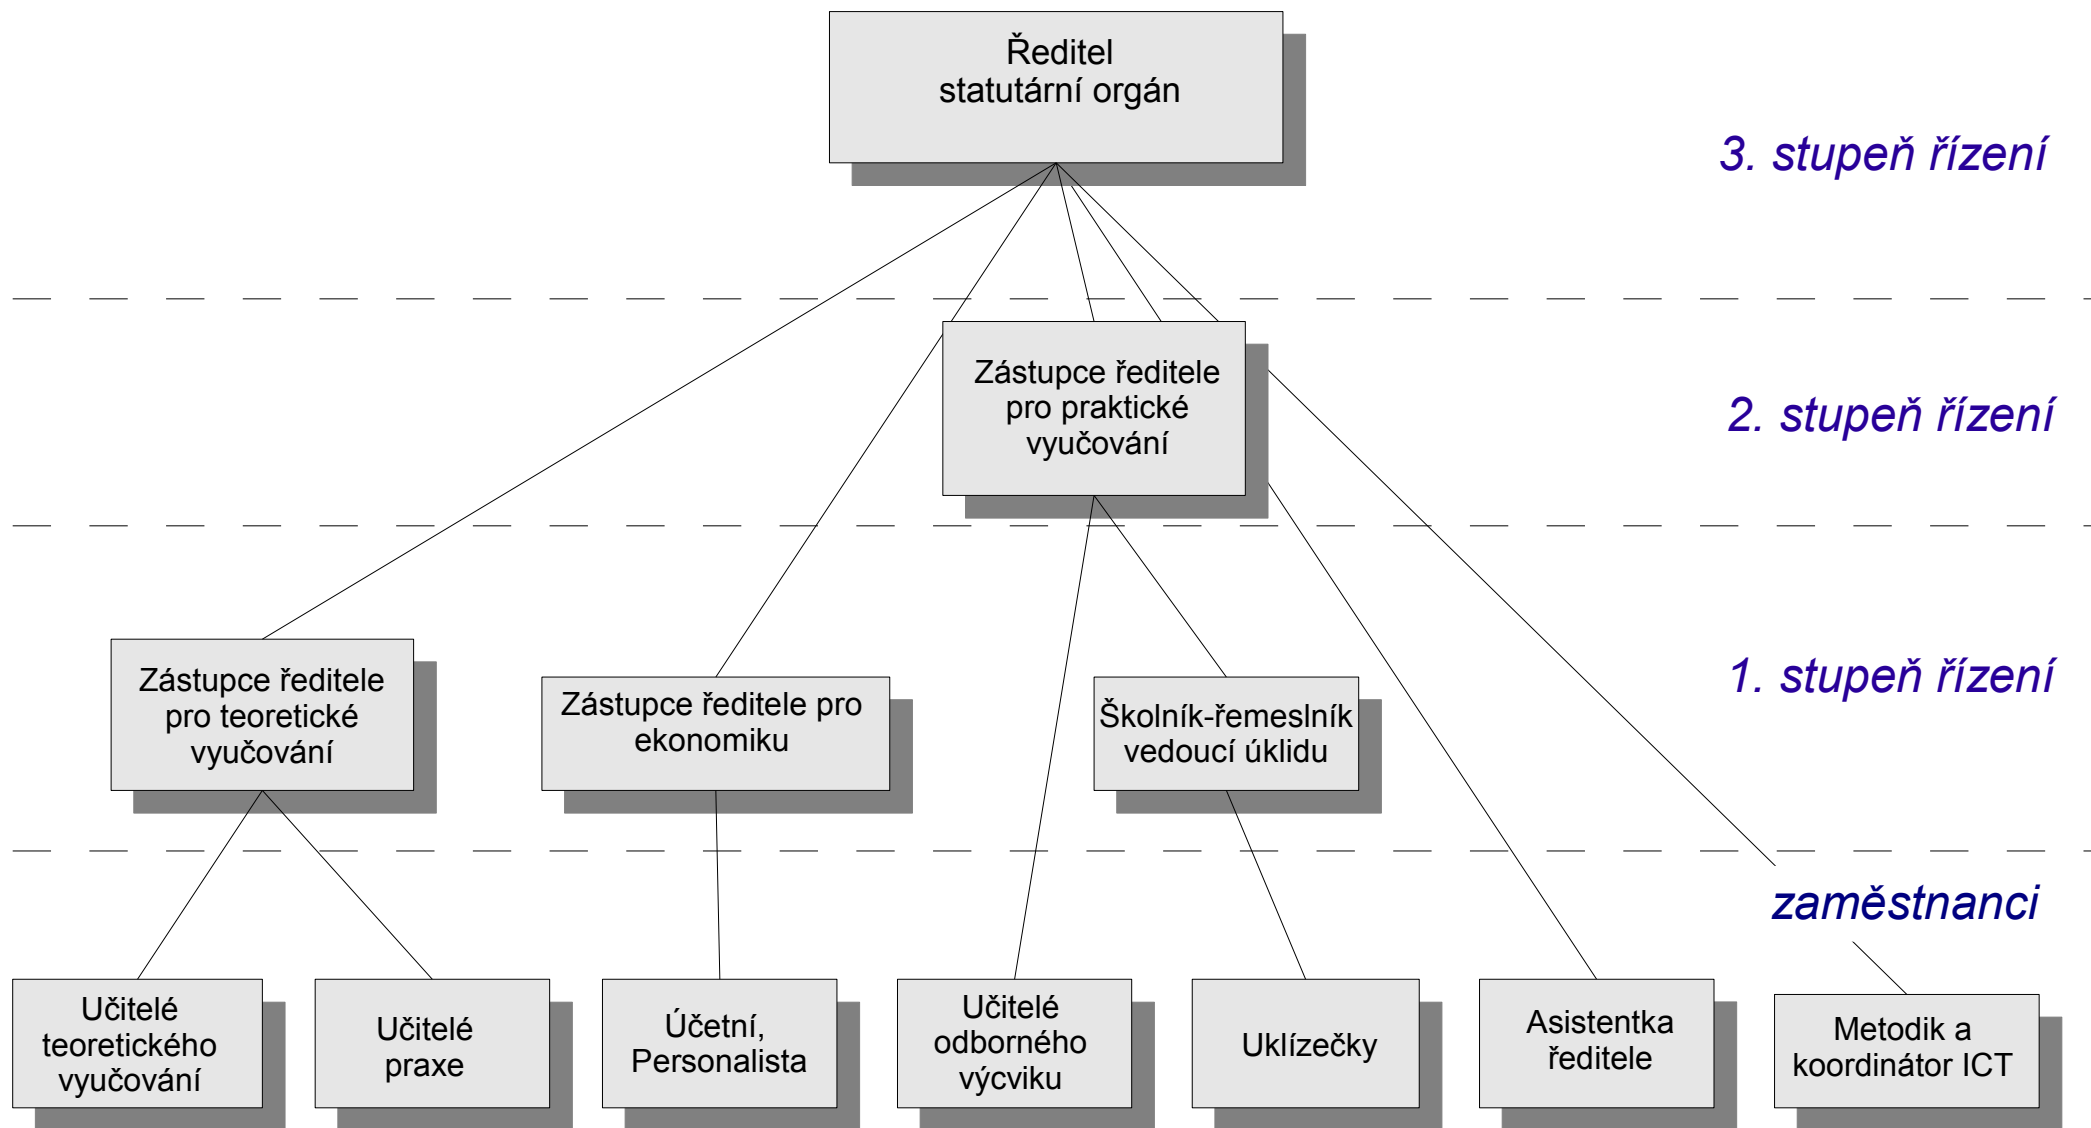 Ředitel
statutární orgán
3. stupeň řízení
Zástupce ředitele
pro praktické
vyučování
2. stupeň řízení
Zástupce ředitele
pro teoretické
vyučování
Zástupce ředitele pro
ekonomiku
Školník-řemeslník
vedoucí úklidu
1. stupeň řízení
zaměstnanci
Učitelé
teoretického
vyučování
Učitelé
praxe
Účetní,
Personalista
Učitelé
odborného
výcviku
Uklízečky
Asistentka
ředitele
Metodik a
koordinátor ICT